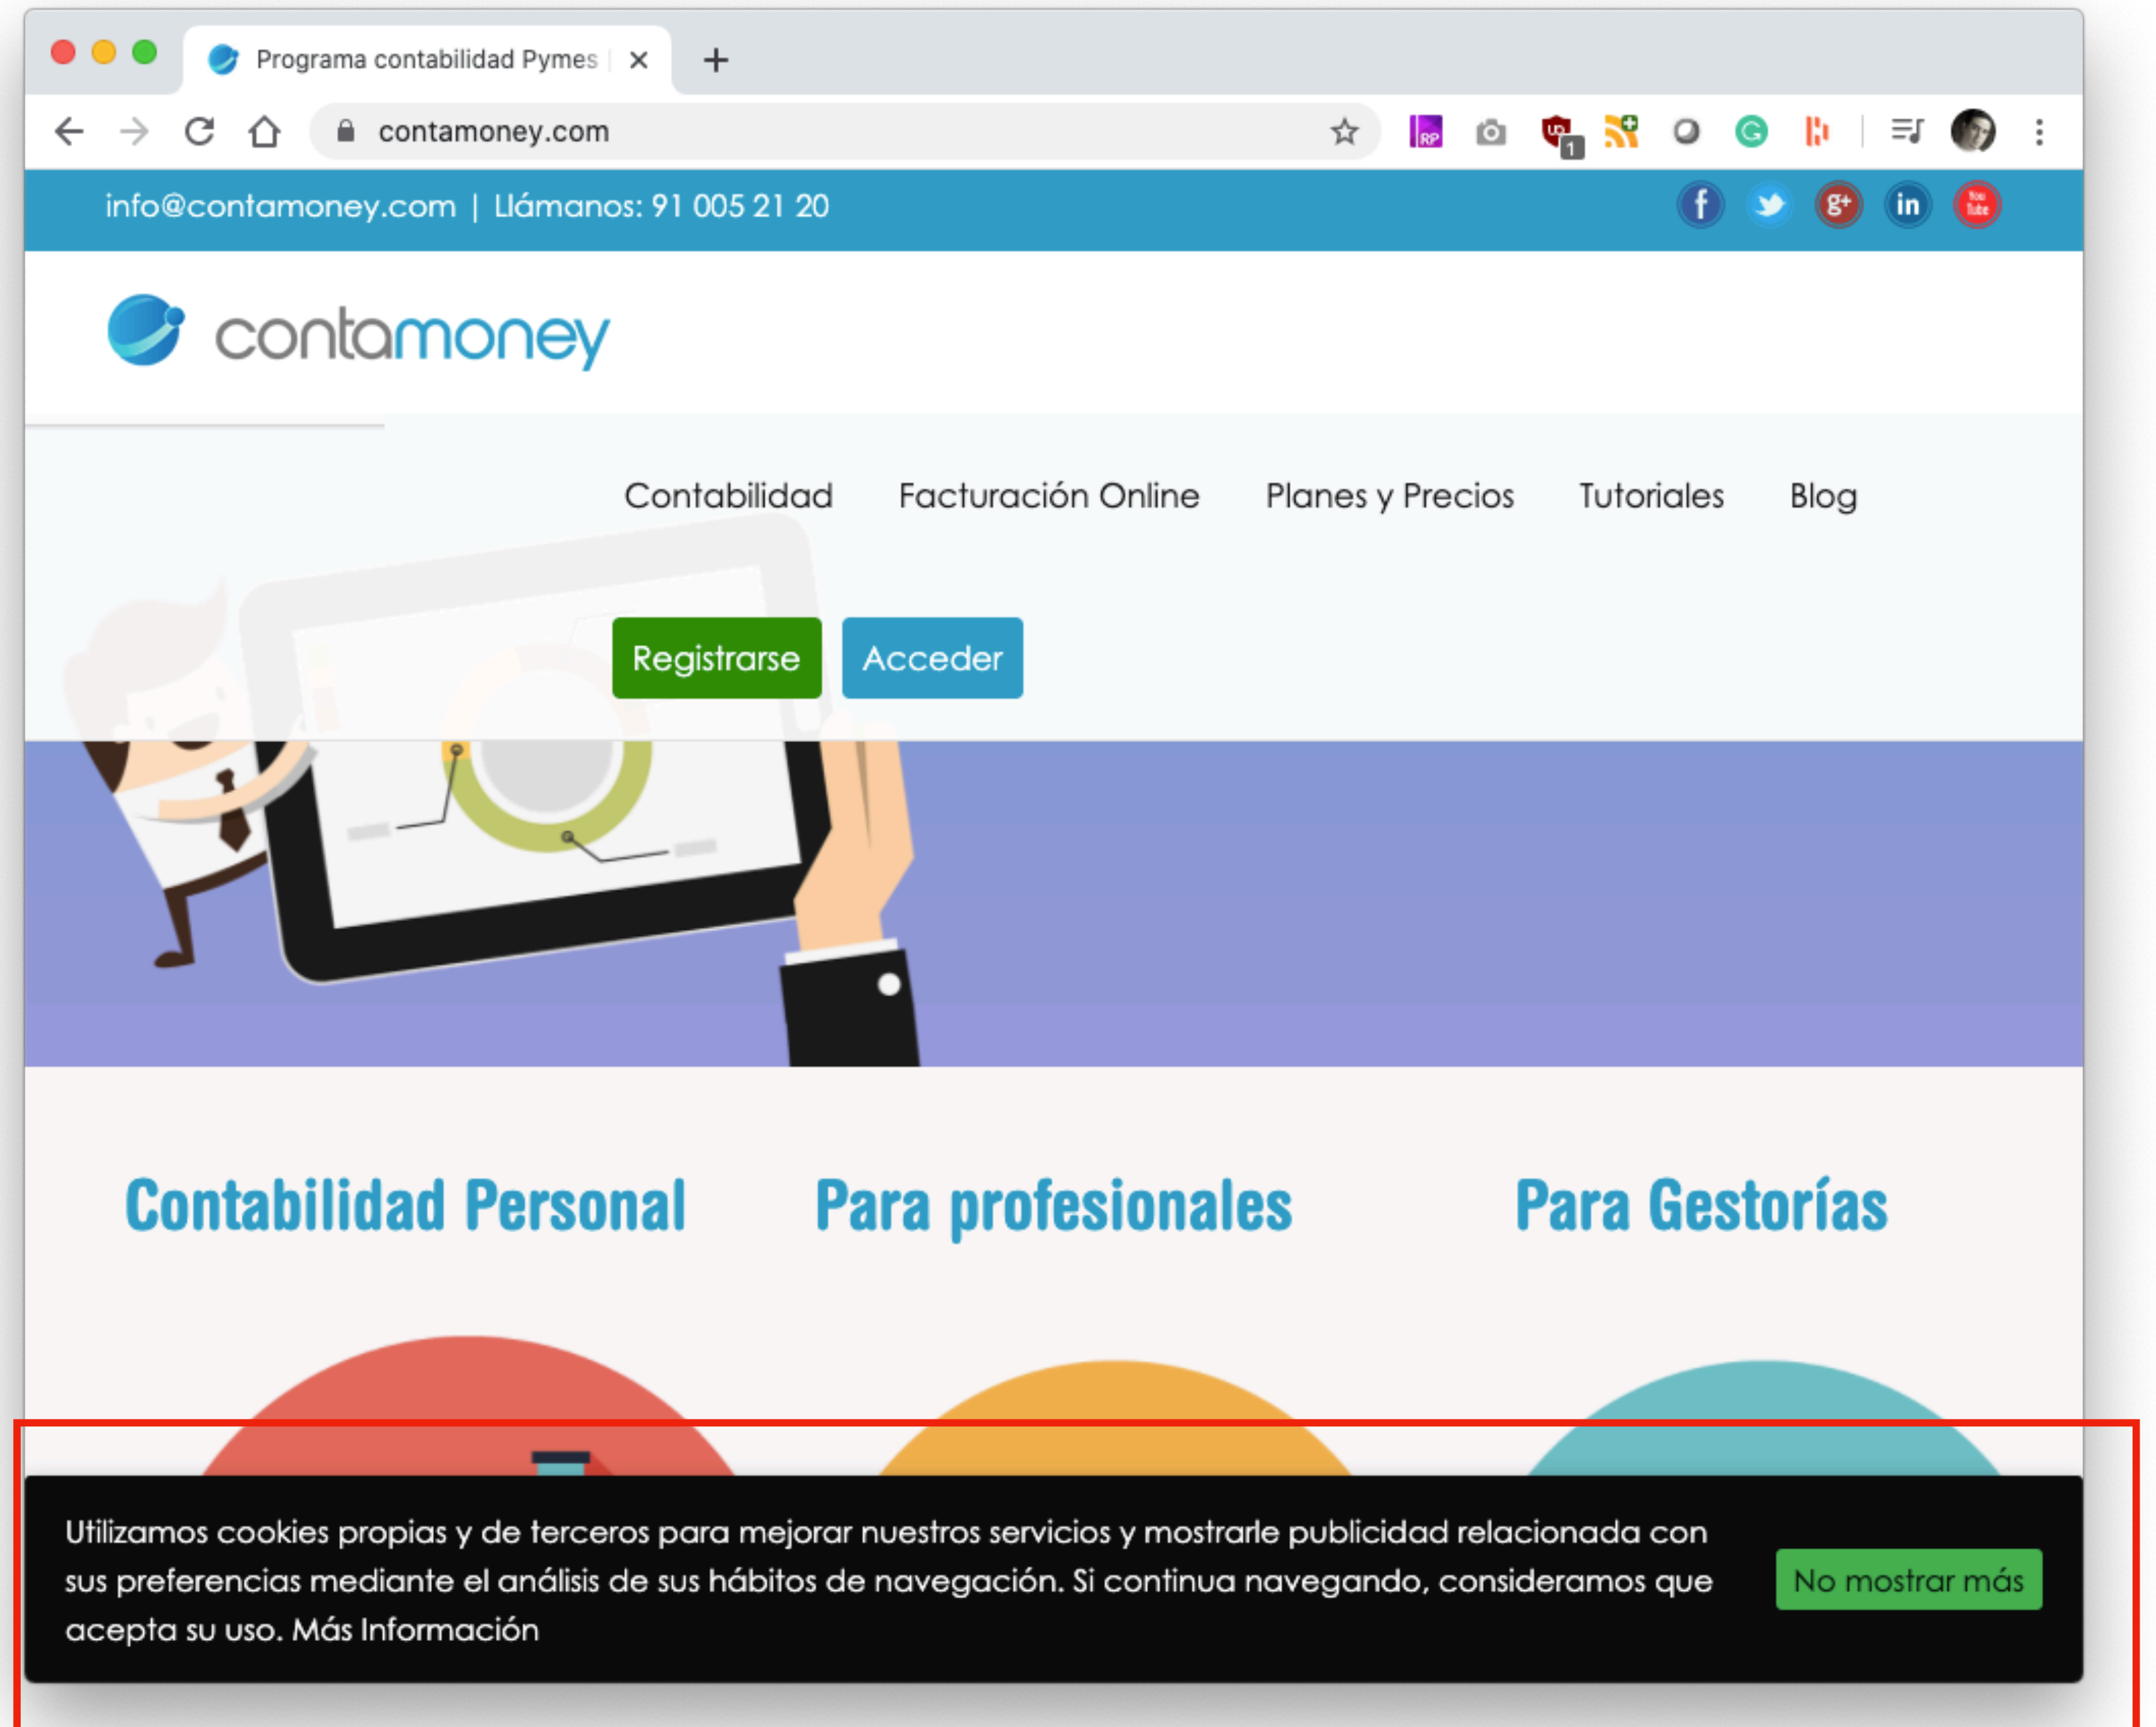 Programa contabilidad Pymes
contamoney.com
RP
1
info@contamoney.com | Llámanos: 91 005 21 20
contamoney
Contabilidad Facturación Online Planes y Precios Tutoriales Blog
Registrarse Acceder
Contabilidad Personal Para profesionales Para Gestorías
Utilizamos cookies propias y de terceros para mejorar nuestros servicios y mostrarle publicidad relacionada con
sus preferencias mediante el análisis de sus hábitos de navegación. Si continua navegando, consideramos que
acepta su uso. Más Información
No mostrar más